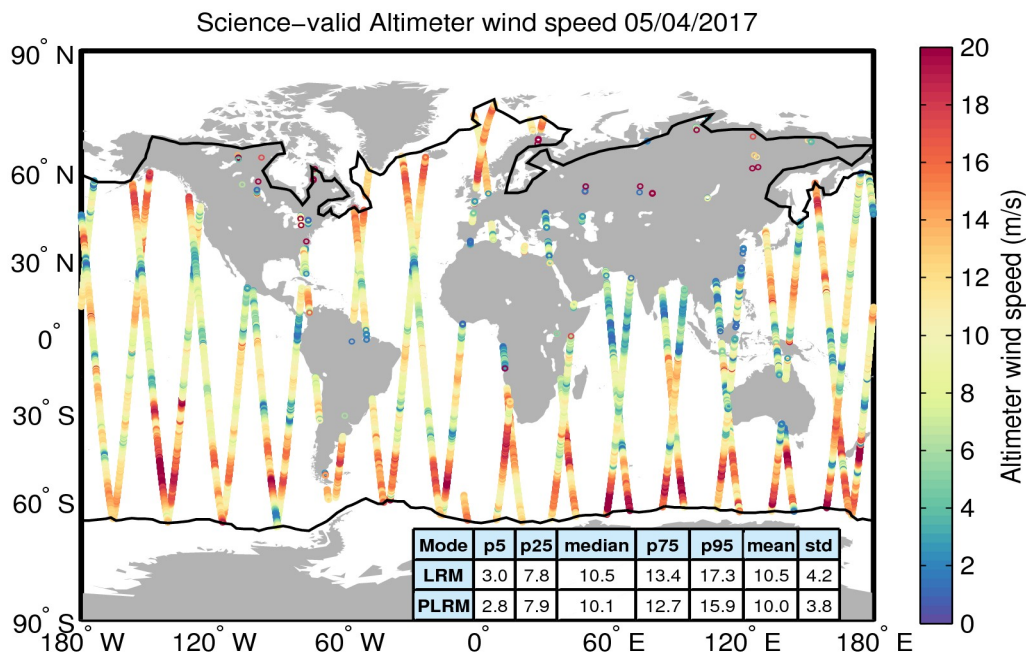 Science−valid Altimeter wind speed 05/04/2017
90° N
60° N
30° N
0°
30° S
60° S
90° S
180° W
120° W
60° W
0°
60° E
120° E
180° E
20
18
16
14
12
10
8
6
4
2
0
Altimeter wind speed (m/s)
Mode p5 p25 median p75 p95 mean std
LRM 3.0 7.8 10.5 13.4 17.3 10.5 4.2
PLRM 2.8 7.9 10.1 12.7 15.9 10.0 3.8